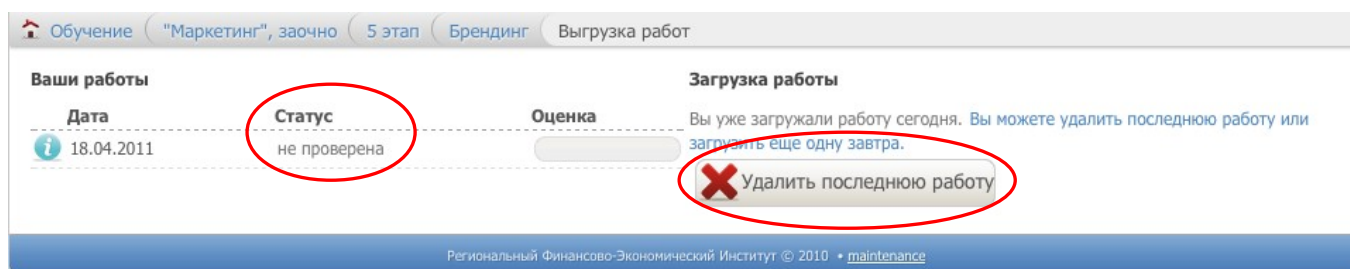 Обучение "Маркетинг", заочно 5 этап Брендинг Выгрузка работ
Ваши работы
Дата Статус Оценка
18.04.2011 не проверена
Загрузка работы
Вы уже загружали работу сегодня. Вы можете удалить последнюю работу или
загрузить еще одну завтра.
Удалить последнюю работу
Региональный Финансово-Экономический Институт © 2010 • maintenance